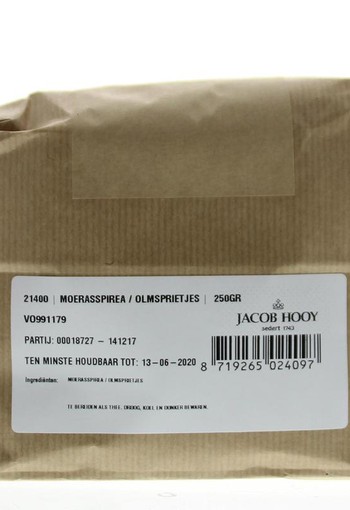 21400 | MOERASSPIREA / OLMSPRIETJES | 250GR
VO991179
JACOB HOOY
sedert 1743
PARTIJ: 00018727 - 141217
TEN MINSTE HOUDBAAR TOT: 13-06-2020
8 719265 024097
Ingrediënten: MOERASSPIREA / OLMSPRIETJES
TE BEREIDEN ALS THEE. DROOG, KOEL EN DONKER BEWAREN.